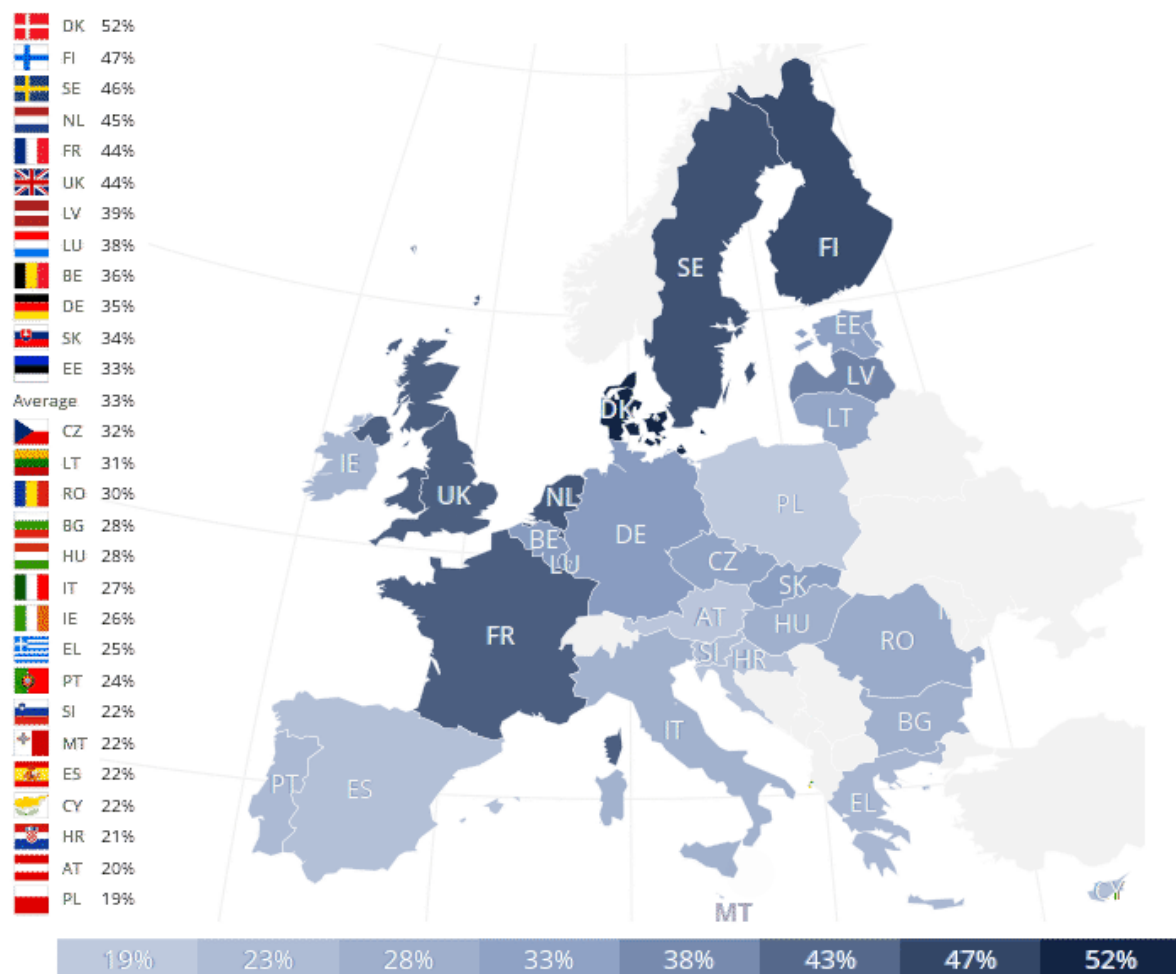 DK 52%
FI 47%
SE 46%
NL 45%
FR 44%
UK 44%
LV 39%
LU 38%
BE 36%
DE 35%
SK 34%
EE 33%
Average 33%
CZ 32%
LT 31%
RO 30%
BG 28%
HU 28%
IT 27%
IE 26%
EL 25%
PT 24%
SI 22%
MT 22%
ES 22%
CY 22%
HR 21%
AT 20%
PL 19%
FI
SE
EE
LV
DK
LT
IE
UK
NL
PL
DE
BE
CZ
LU
SK
AT
HU
FR
RO
SI
HR
BG
IT
PT
ES
EL
CY
MT
19% 23% 28% 33% 38% 43% 47% 52%